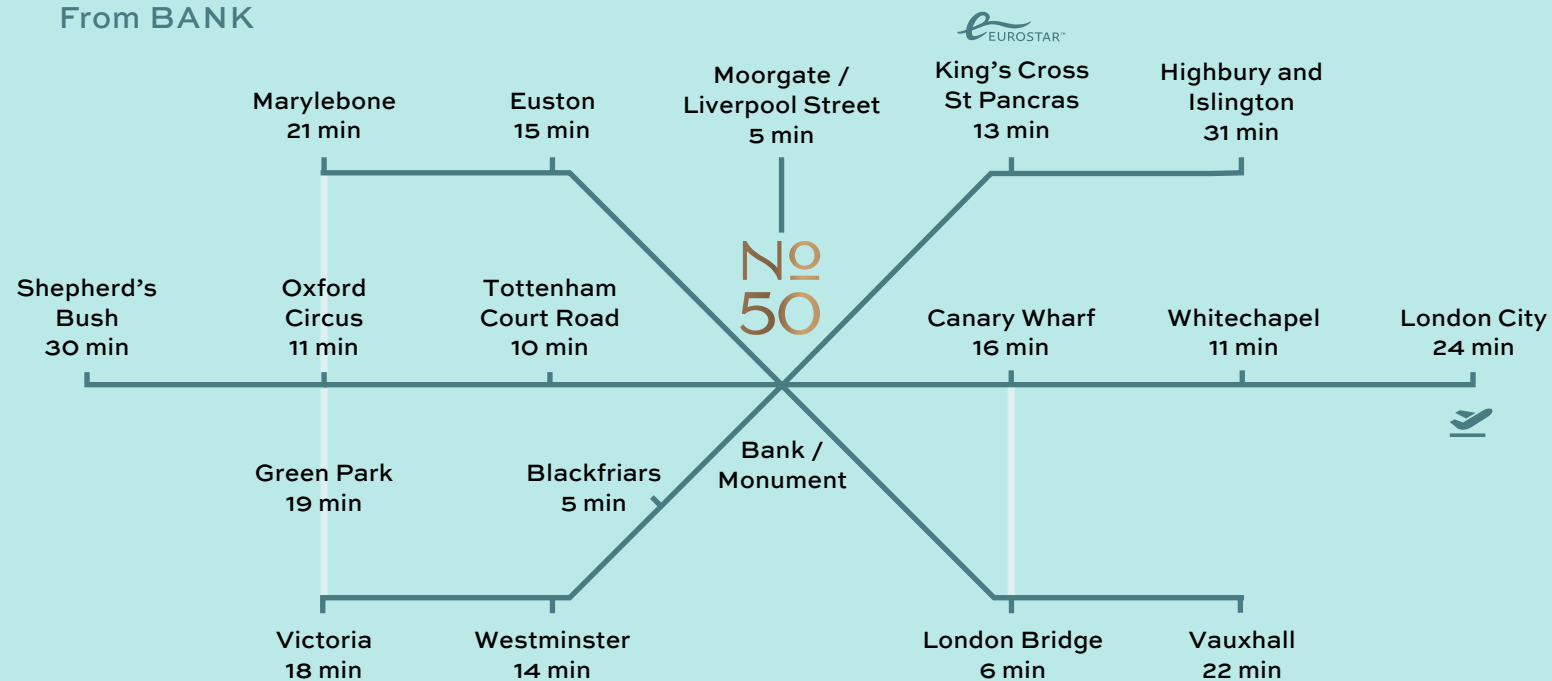 From BANK
EUROSTAR™
Marylebone
21 min
Euston
15 min
Moorgate /
Liverpool Street
5 min
King's Cross
St Pancras
13 min
Highbury and
Islington
31 min
Nº
50
Shepherd's
Bush
30 min
Oxford
Circus
11 min
Tottenham
Court Road
10 min
Canary Wharf
16 min
Whitechapel
11 min
London City
24 min
Green Park
19 min
Blackfriars
5 min
Bank /
Monument
Victoria
18 min
Westminster
14 min
London Bridge
6 min
Vauxhall
22 min